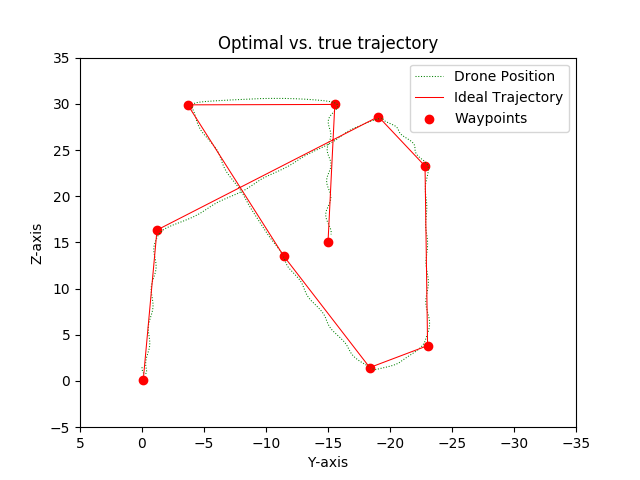 Optimal vs. true trajectory
Drone Position
Ideal Trajectory
Waypoints
35
30
25
20
15
10
5
0
−5
Z-axis
5 0 −5 −10 −15 −20 −25 −30 −35
Y-axis